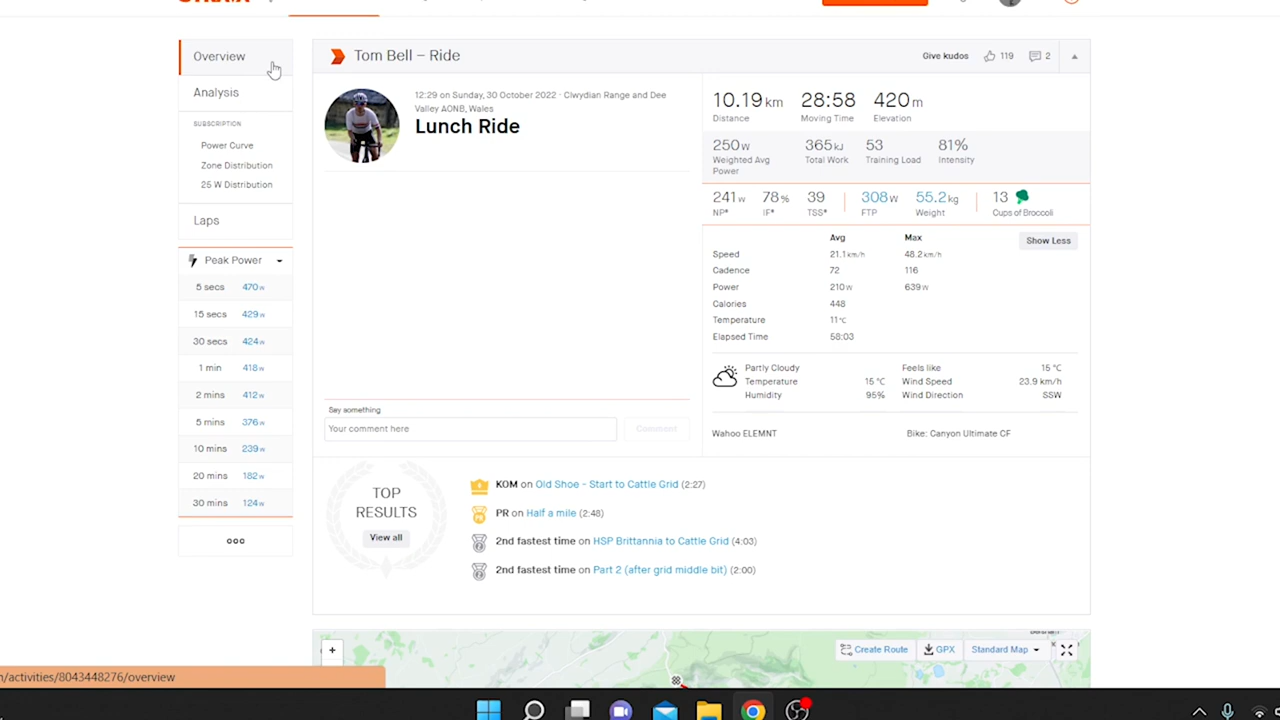 Overview
Analysis
SUBSCRIPTION
Power Curve
Zone Distribution
25 W Distribution
Laps
Peak Power
5 secs 470w
15 secs 429w
30 secs 424w
1 min 418w
2 mins 412w
5 mins 376w
10 mins 239w
20 mins 182w
30 mins 124w
Tom Bell – Ride
Give kudos 119 2
12:29 on Sunday, 30 October 2022 · Clwydian Range and Dee
Valley AONB, Wales
Lunch Ride
10.19km 28:58 420m
Distance Moving Time Elevation
250w 365kJ 53 81%
Weighted Avg Total Work Training Load Intensity
Power
241w 78% 39 308w 55.2kg 13
NP* IF* TSS* FTP Weight Cups of Broccoli
Avg Max Show Less
Speed 21.1km/h 48.2km/h
Cadence 72 116
Power 210w 639w
Calories 448
Temperature 11℃
Elapsed Time 58:03
Partly Cloudy Feels like 15 ℃
Temperature 15 ℃ Wind Speed 23.9 km/h
Humidity 95% Wind Direction SSW
Say something
Your comment here
Comment
Wahoo ELEMNT Bike: Canyon Ultimate CF
TOP
RESULTS
View all
KOM on Old Shoe - Start to Cattle Grid (2:27)
PR on Half a mile (2:48)
2nd fastest time on HSP Brittannia to Cattle Grid (4:03)
2nd fastest time on Part 2 (after grid middle bit) (2:00)
+
Create Route GPX Standard Map
/activities/8043448276/overview